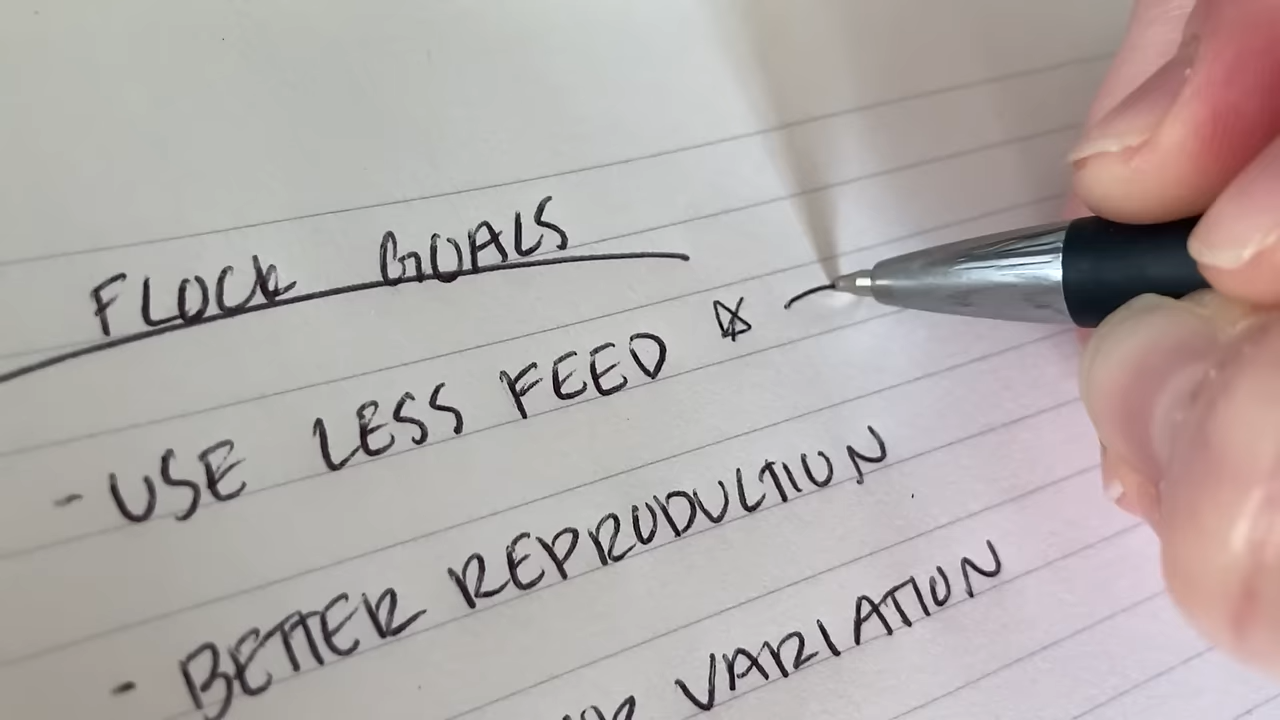 FLOCK GOALS
- USE LESS FEED
- BETTER REPRODUCTION
VARIATION